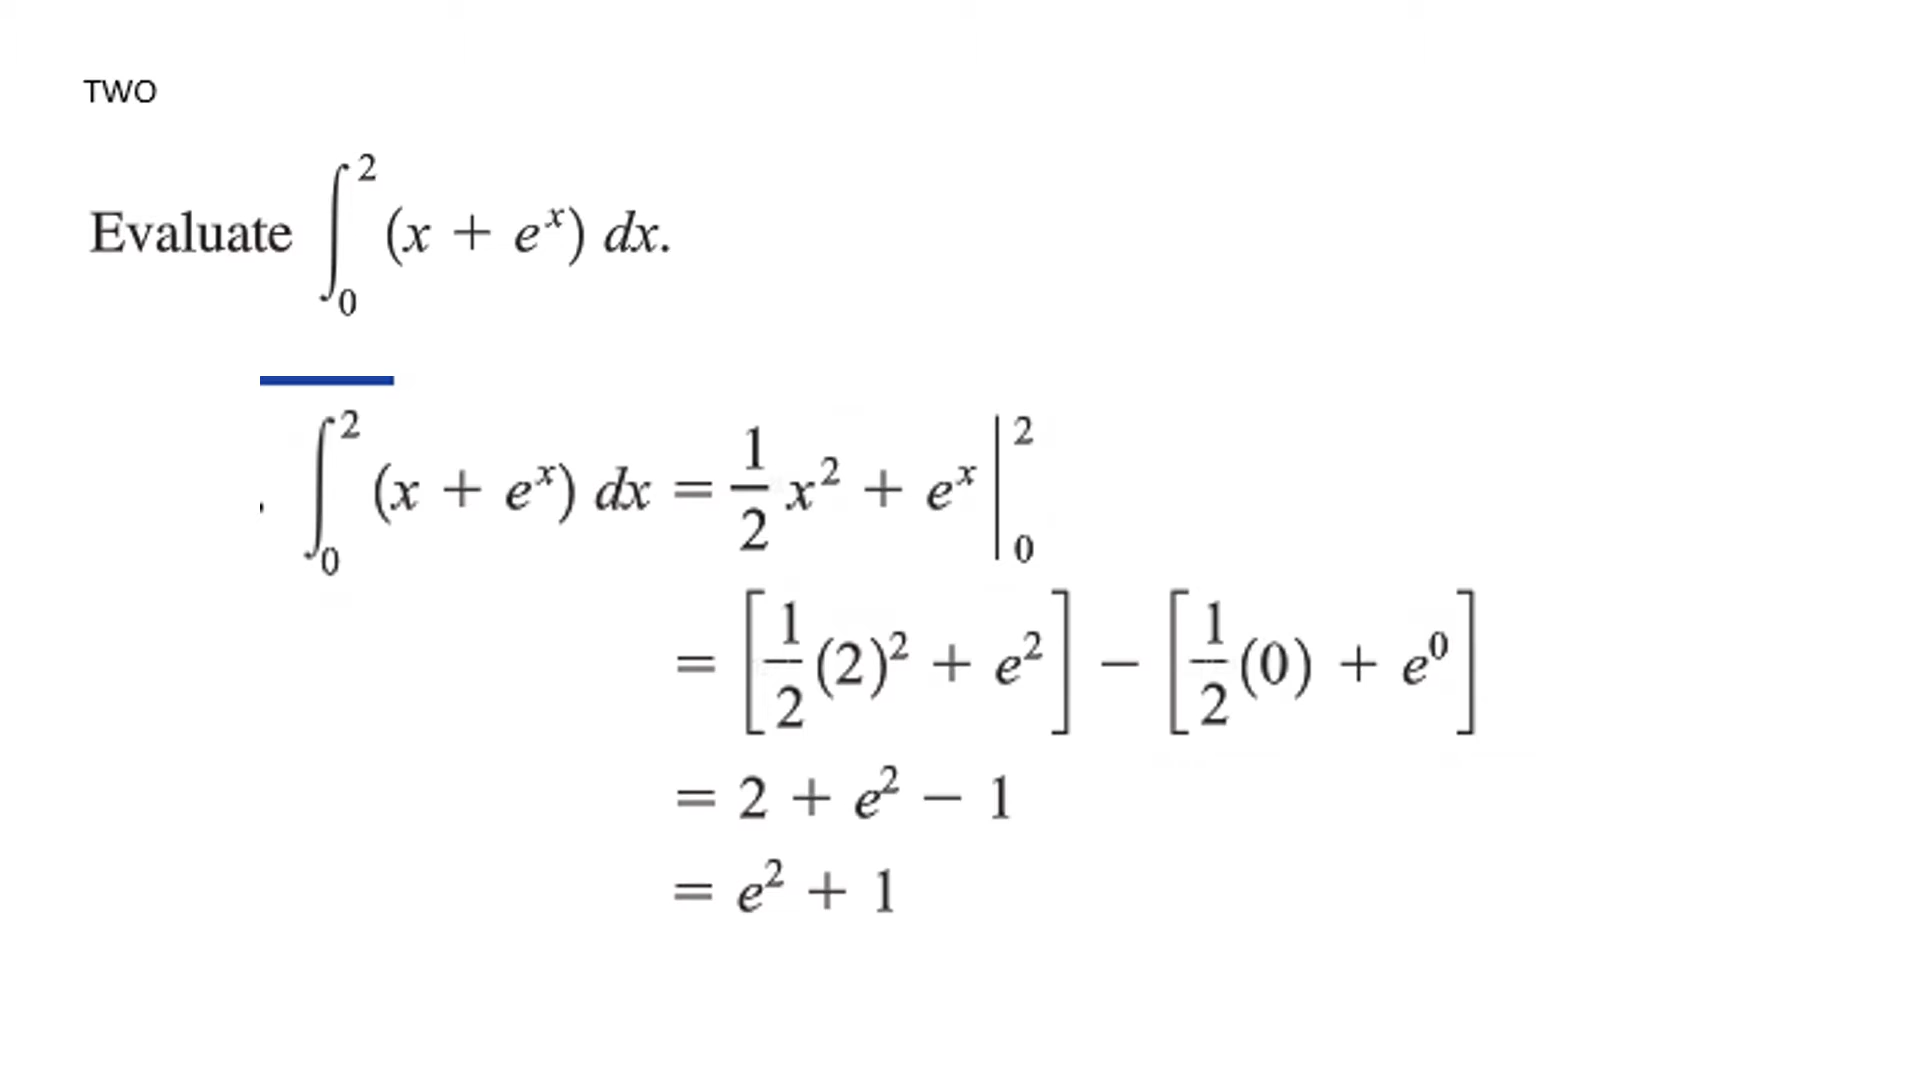 TWO
Evaluate ∫₀² (x + eˣ) dx.
. ∫₀² (x + eˣ) dx = 1/2 x² + eˣ |₀²
= [1/2 (2)² + e²] − [1/2 (0) + e⁰]
= 2 + e² − 1
= e² + 1